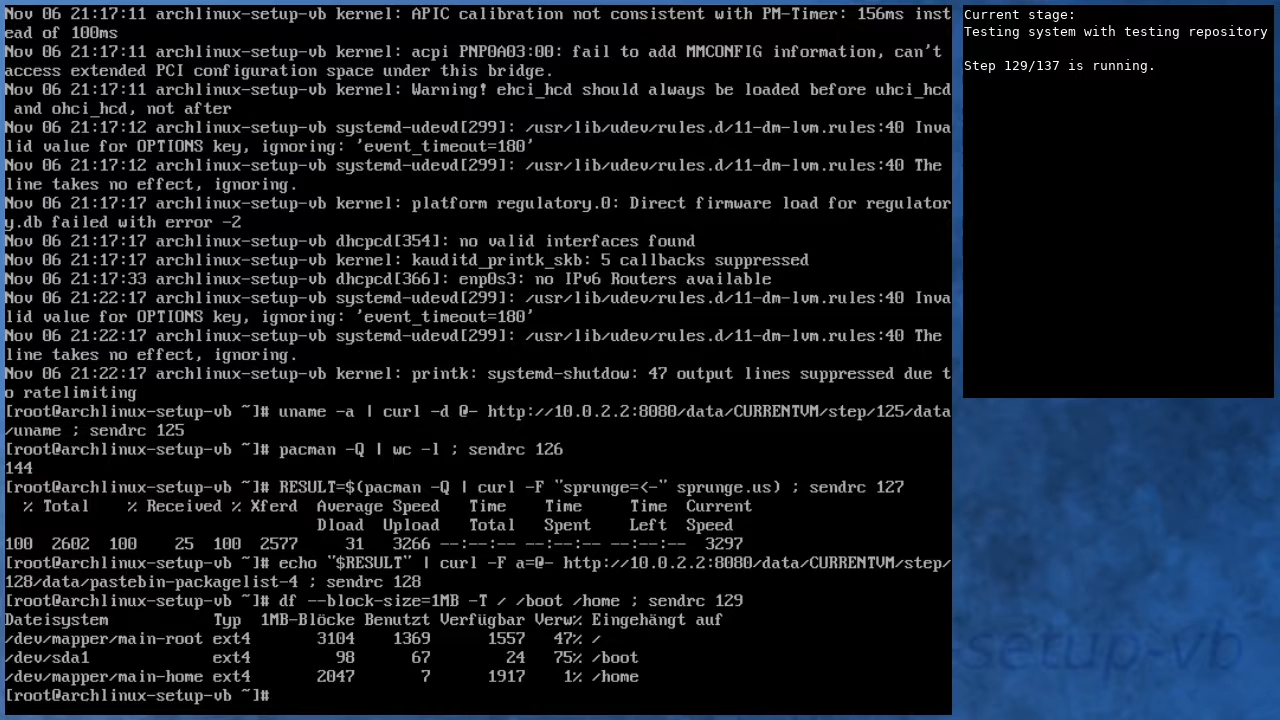 Nov 06 21:17:11 archlinux-setup-vb kernel: APIC calibration not consistent with PM-Timer: 156ms inst
ead of 100ms
Nov 06 21:17:11 archlinux-setup-vb kernel: acpi PNP0A03:00: fail to add MMCONFIG information, can't
access extended PCI configuration space under this bridge.
Nov 06 21:17:11 archlinux-setup-vb kernel: Warning! ehci_hcd should always be loaded before uhci_hcd
 and ohci_hcd, not after
Nov 06 21:17:12 archlinux-setup-vb systemd-udevd[299]: /usr/lib/udev/rules.d/11-dm-lvm.rules:40 Inva
lid value for OPTIONS key, ignoring: 'event_timeout=180'
Nov 06 21:17:12 archlinux-setup-vb systemd-udevd[299]: /usr/lib/udev/rules.d/11-dm-lvm.rules:40 The
line takes no effect, ignoring.
Nov 06 21:17:17 archlinux-setup-vb kernel: platform regulatory.0: Direct firmware load for regulator
y.db failed with error -2
Nov 06 21:17:17 archlinux-setup-vb dhcpcd[354]: no valid interfaces found
Nov 06 21:17:17 archlinux-setup-vb kernel: kauditd_printk_skb: 5 callbacks suppressed
Nov 06 21:17:33 archlinux-setup-vb dhcpcd[366]: enp0s3: no IPv6 Routers available
Nov 06 21:22:17 archlinux-setup-vb systemd-udevd[299]: /usr/lib/udev/rules.d/11-dm-lvm.rules:40 Inva
lid value for OPTIONS key, ignoring: 'event_timeout=180'
Nov 06 21:22:17 archlinux-setup-vb systemd-udevd[299]: /usr/lib/udev/rules.d/11-dm-lvm.rules:40 The
line takes no effect, ignoring.
Nov 06 21:22:17 archlinux-setup-vb kernel: printk: systemd-shutdow: 47 output lines suppressed due t
o ratelimiting
[root@archlinux-setup-vb ~]# uname -a | curl -d @- http://10.0.2.2:8080/data/CURRENTVM/step/125/data
/uname ; sendrc 125
[root@archlinux-setup-vb ~]# pacman -Q | wc -l ; sendrc 126
144
[root@archlinux-setup-vb ~]# RESULT=$(pacman -Q | curl -F "sprunge=<-" sprunge.us) ; sendrc 127
  % Total    % Received % Xferd  Average Speed   Time    Time     Time  Current
                                 Dload  Upload   Total   Spent    Left  Speed
100  2602  100    25  100  2577     31   3266 --:--:-- --:--:-- --:--:--  3297
[root@archlinux-setup-vb ~]# echo "$RESULT" | curl -F a=@- http://10.0.2.2:8080/data/CURRENTVM/step/
128/data/pastebin-packagelist-4 ; sendrc 128
[root@archlinux-setup-vb ~]# df --block-size=1MB -T / /boot /home ; sendrc 129
Dateisystem           Typ  1MB-Blöcke Benutzt Verfügbar Verw% Eingehängt auf
/dev/mapper/main-root ext4       3104    1369      1557   47% /
/dev/sda1             ext4         98      67        24   75% /boot
/dev/mapper/main-home ext4       2047       7      1917    1% /home
[root@archlinux-setup-vb ~]#
Current stage:
Testing system with testing repository
Step 129/137 is running.
setup-vb